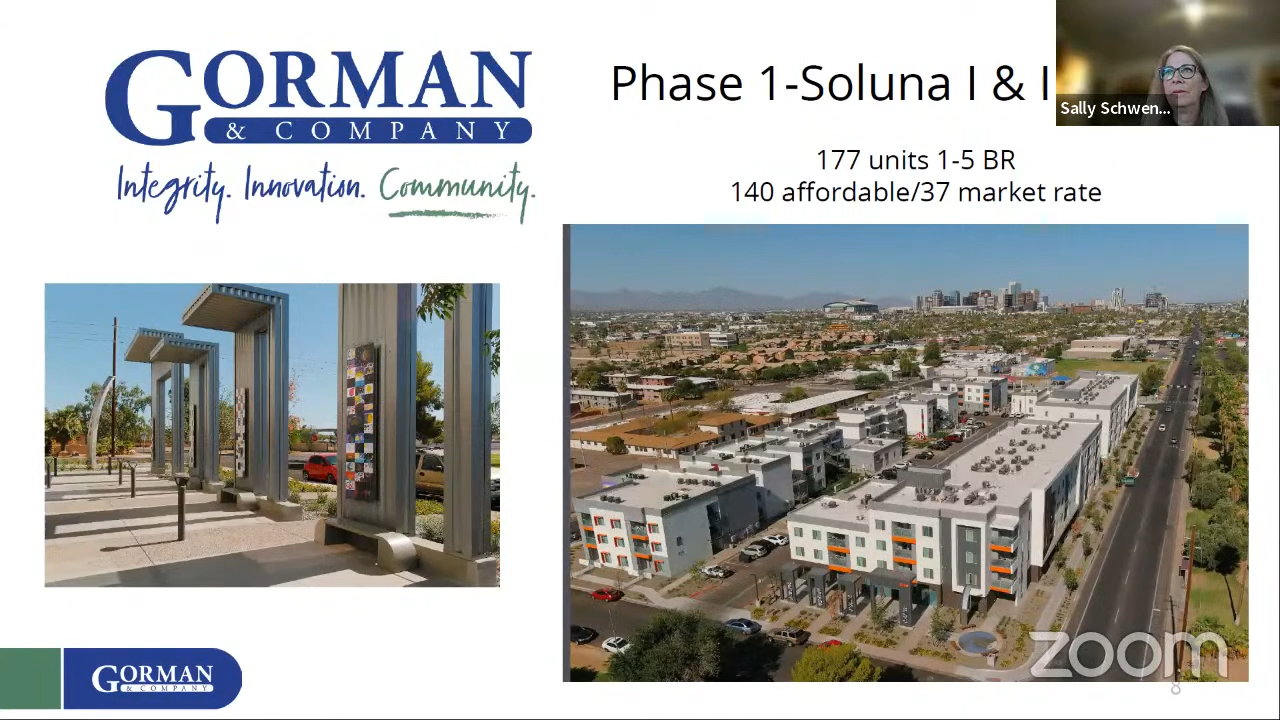 GORMAN
& COMPANY
Integrity. Innovation. Community.
Phase 1-Soluna I & I
177 units 1-5 BR
140 affordable/37 market rate
Sally Schwen...
GORMAN
& COMPANY
zoom